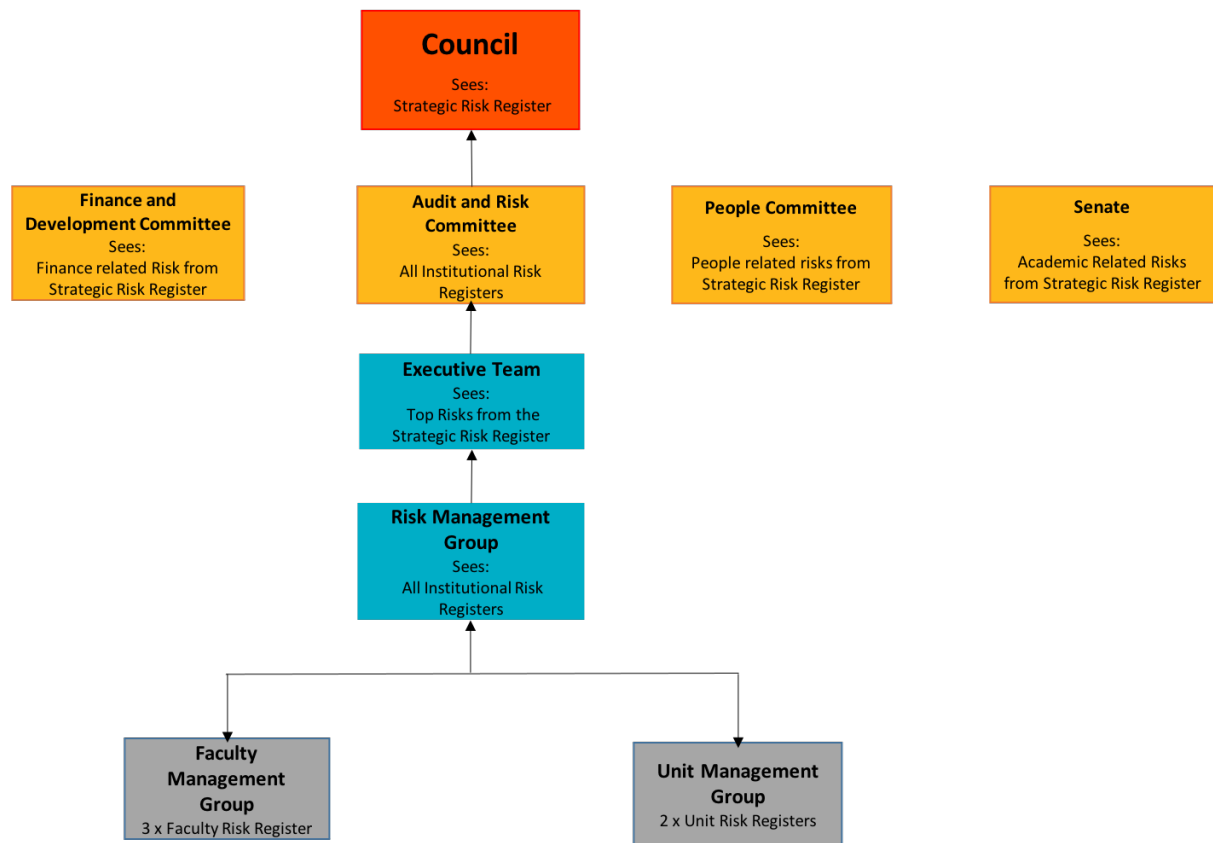 Council
Sees:
Strategic Risk Register
Finance and
Development Committee
Sees:
Finance related Risk from
Strategic Risk Register
Audit and Risk
Committee
Sees:
All Institutional Risk
Registers
People Committee
Sees:
People related risks from
Strategic Risk Register
Senate
Sees:
Academic Related Risks
from Strategic Risk Register
Executive Team
Sees:
Top Risks from the
Strategic Risk Register
Risk Management
Group
Sees:
All Institutional Risk
Registers
Faculty
Management
Group
3 x Faculty Risk Register
Unit Management
Group
2 x Unit Risk Registers